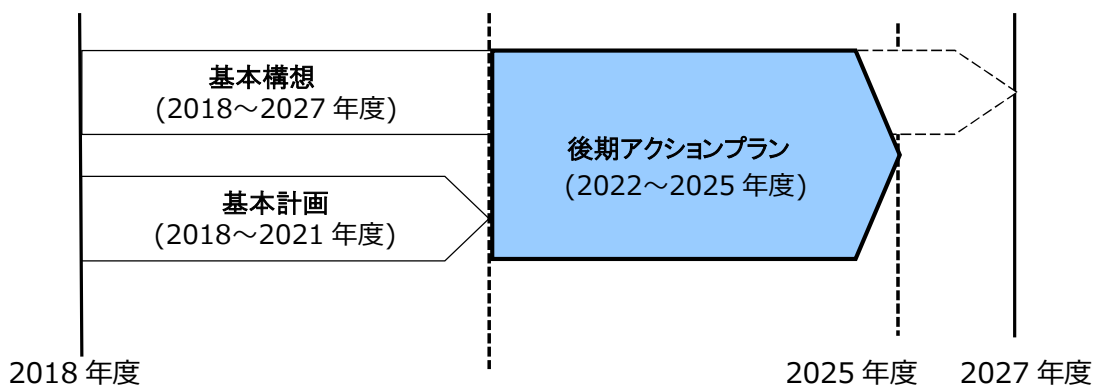 基本構想
(2018～2027 年度)
後期アクションプラン
(2022～2025 年度)
基本計画
(2018～2021 年度)
2018 年度
2025 年度
2027 年度